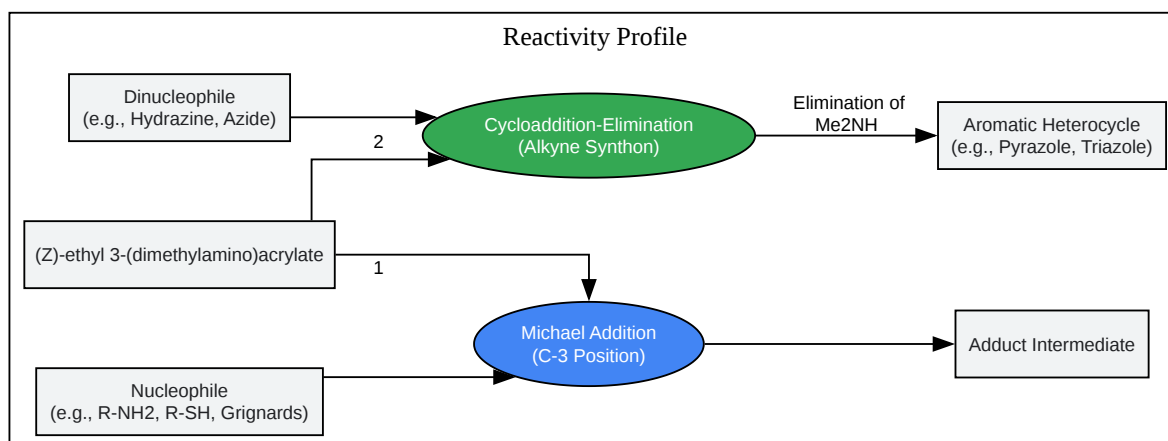 Reactivity Profile
Dinucleophile
(e.g., Hydrazine, Azide)
Cycloaddition-Elimination
(Alkyne Synthon)
Elimination of
Me2NH
Aromatic Heterocycle
(e.g., Pyrazole, Triazole)
2
(Z)-ethyl 3-(dimethylamino)acrylate
1
Michael Addition
(C-3 Position)
Adduct Intermediate
Nucleophile
(e.g., R-NH2, R-SH, Grignards)